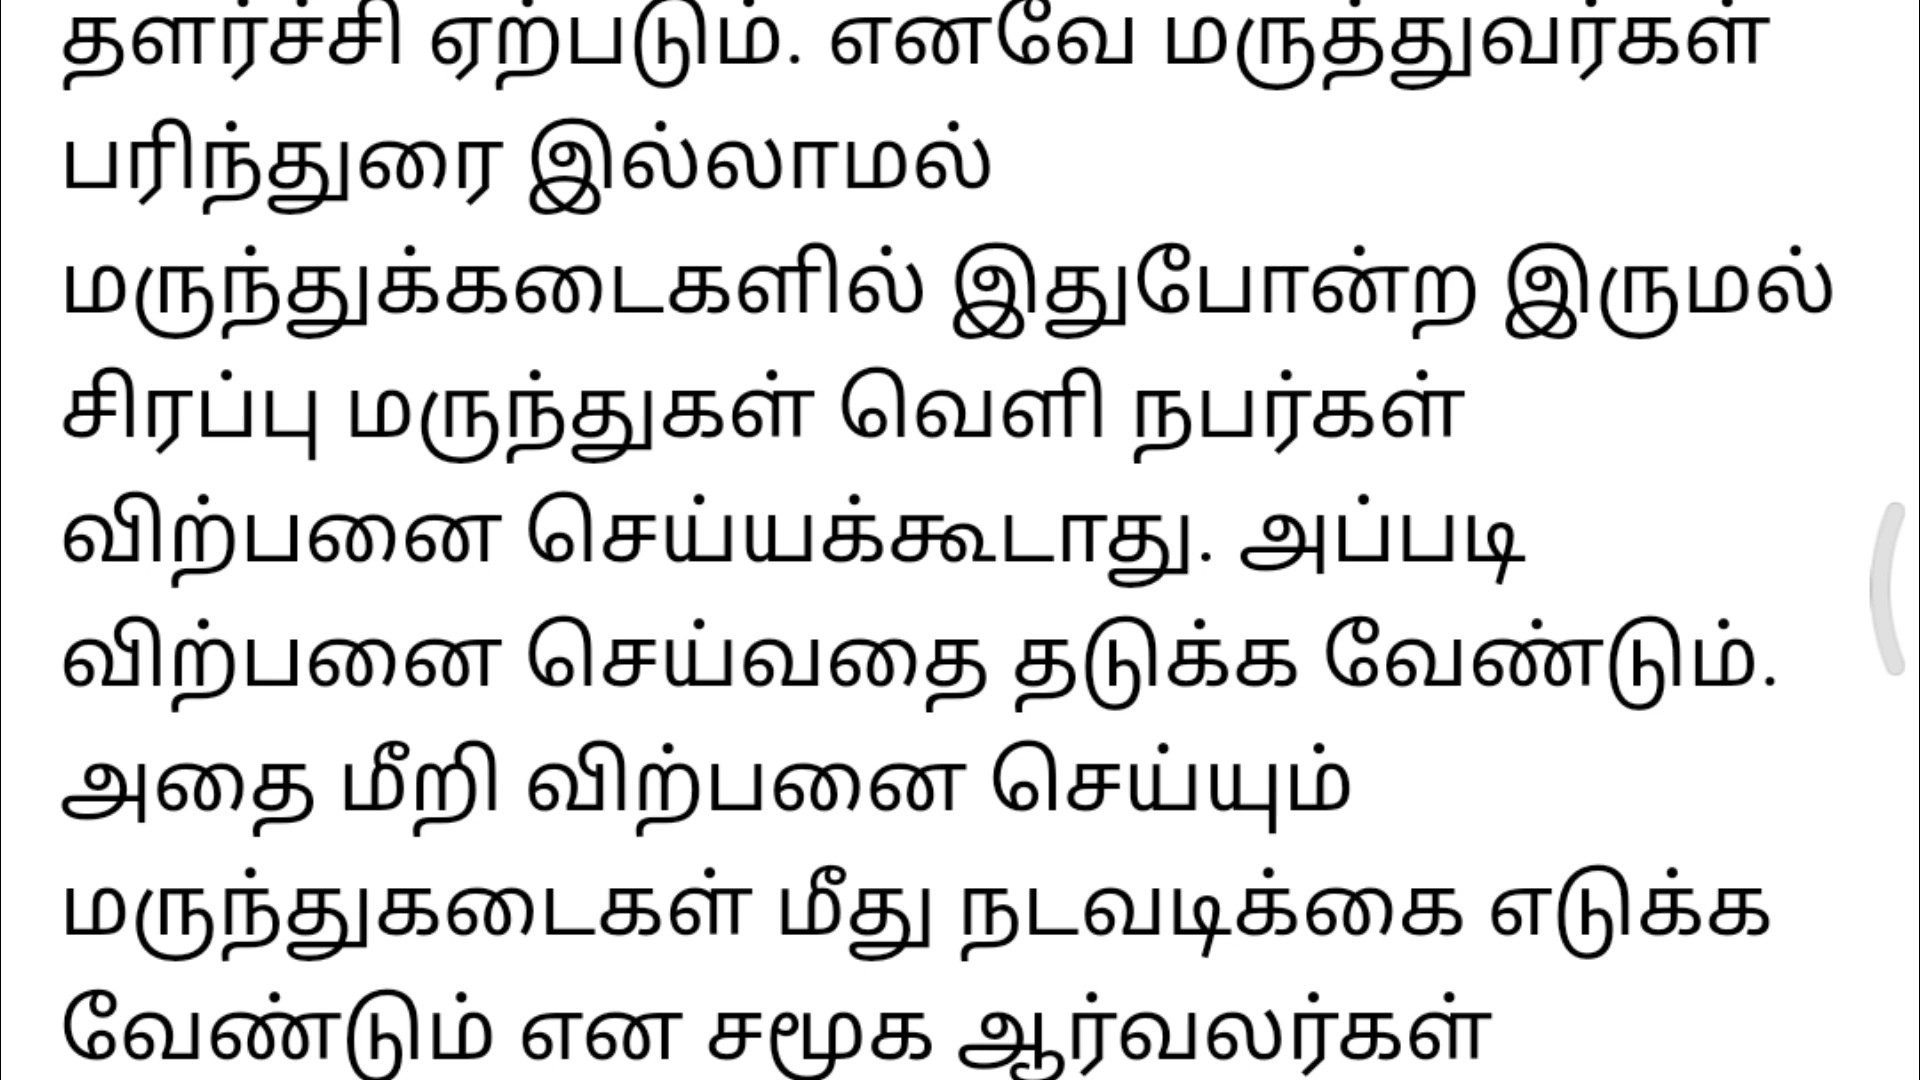 தளர்ச்சி ஏற்படும். எனவே மருத்துவர்கள்
பரிந்துரை இல்லாமல்
மருந்துக்கடைகளில் இதுபோன்ற இருமல்
சிரப்பு மருந்துகள் வெளி நபர்கள்
விற்பனை செய்யக்கூடாது. அப்படி
விற்பனை செய்வதை தடுக்க வேண்டும்.
அதை மீறி விற்பனை செய்யும்
மருந்துகடைகள் மீது நடவடிக்கை எடுக்க
வேண்டும் என சமூக ஆர்வலர்கள்